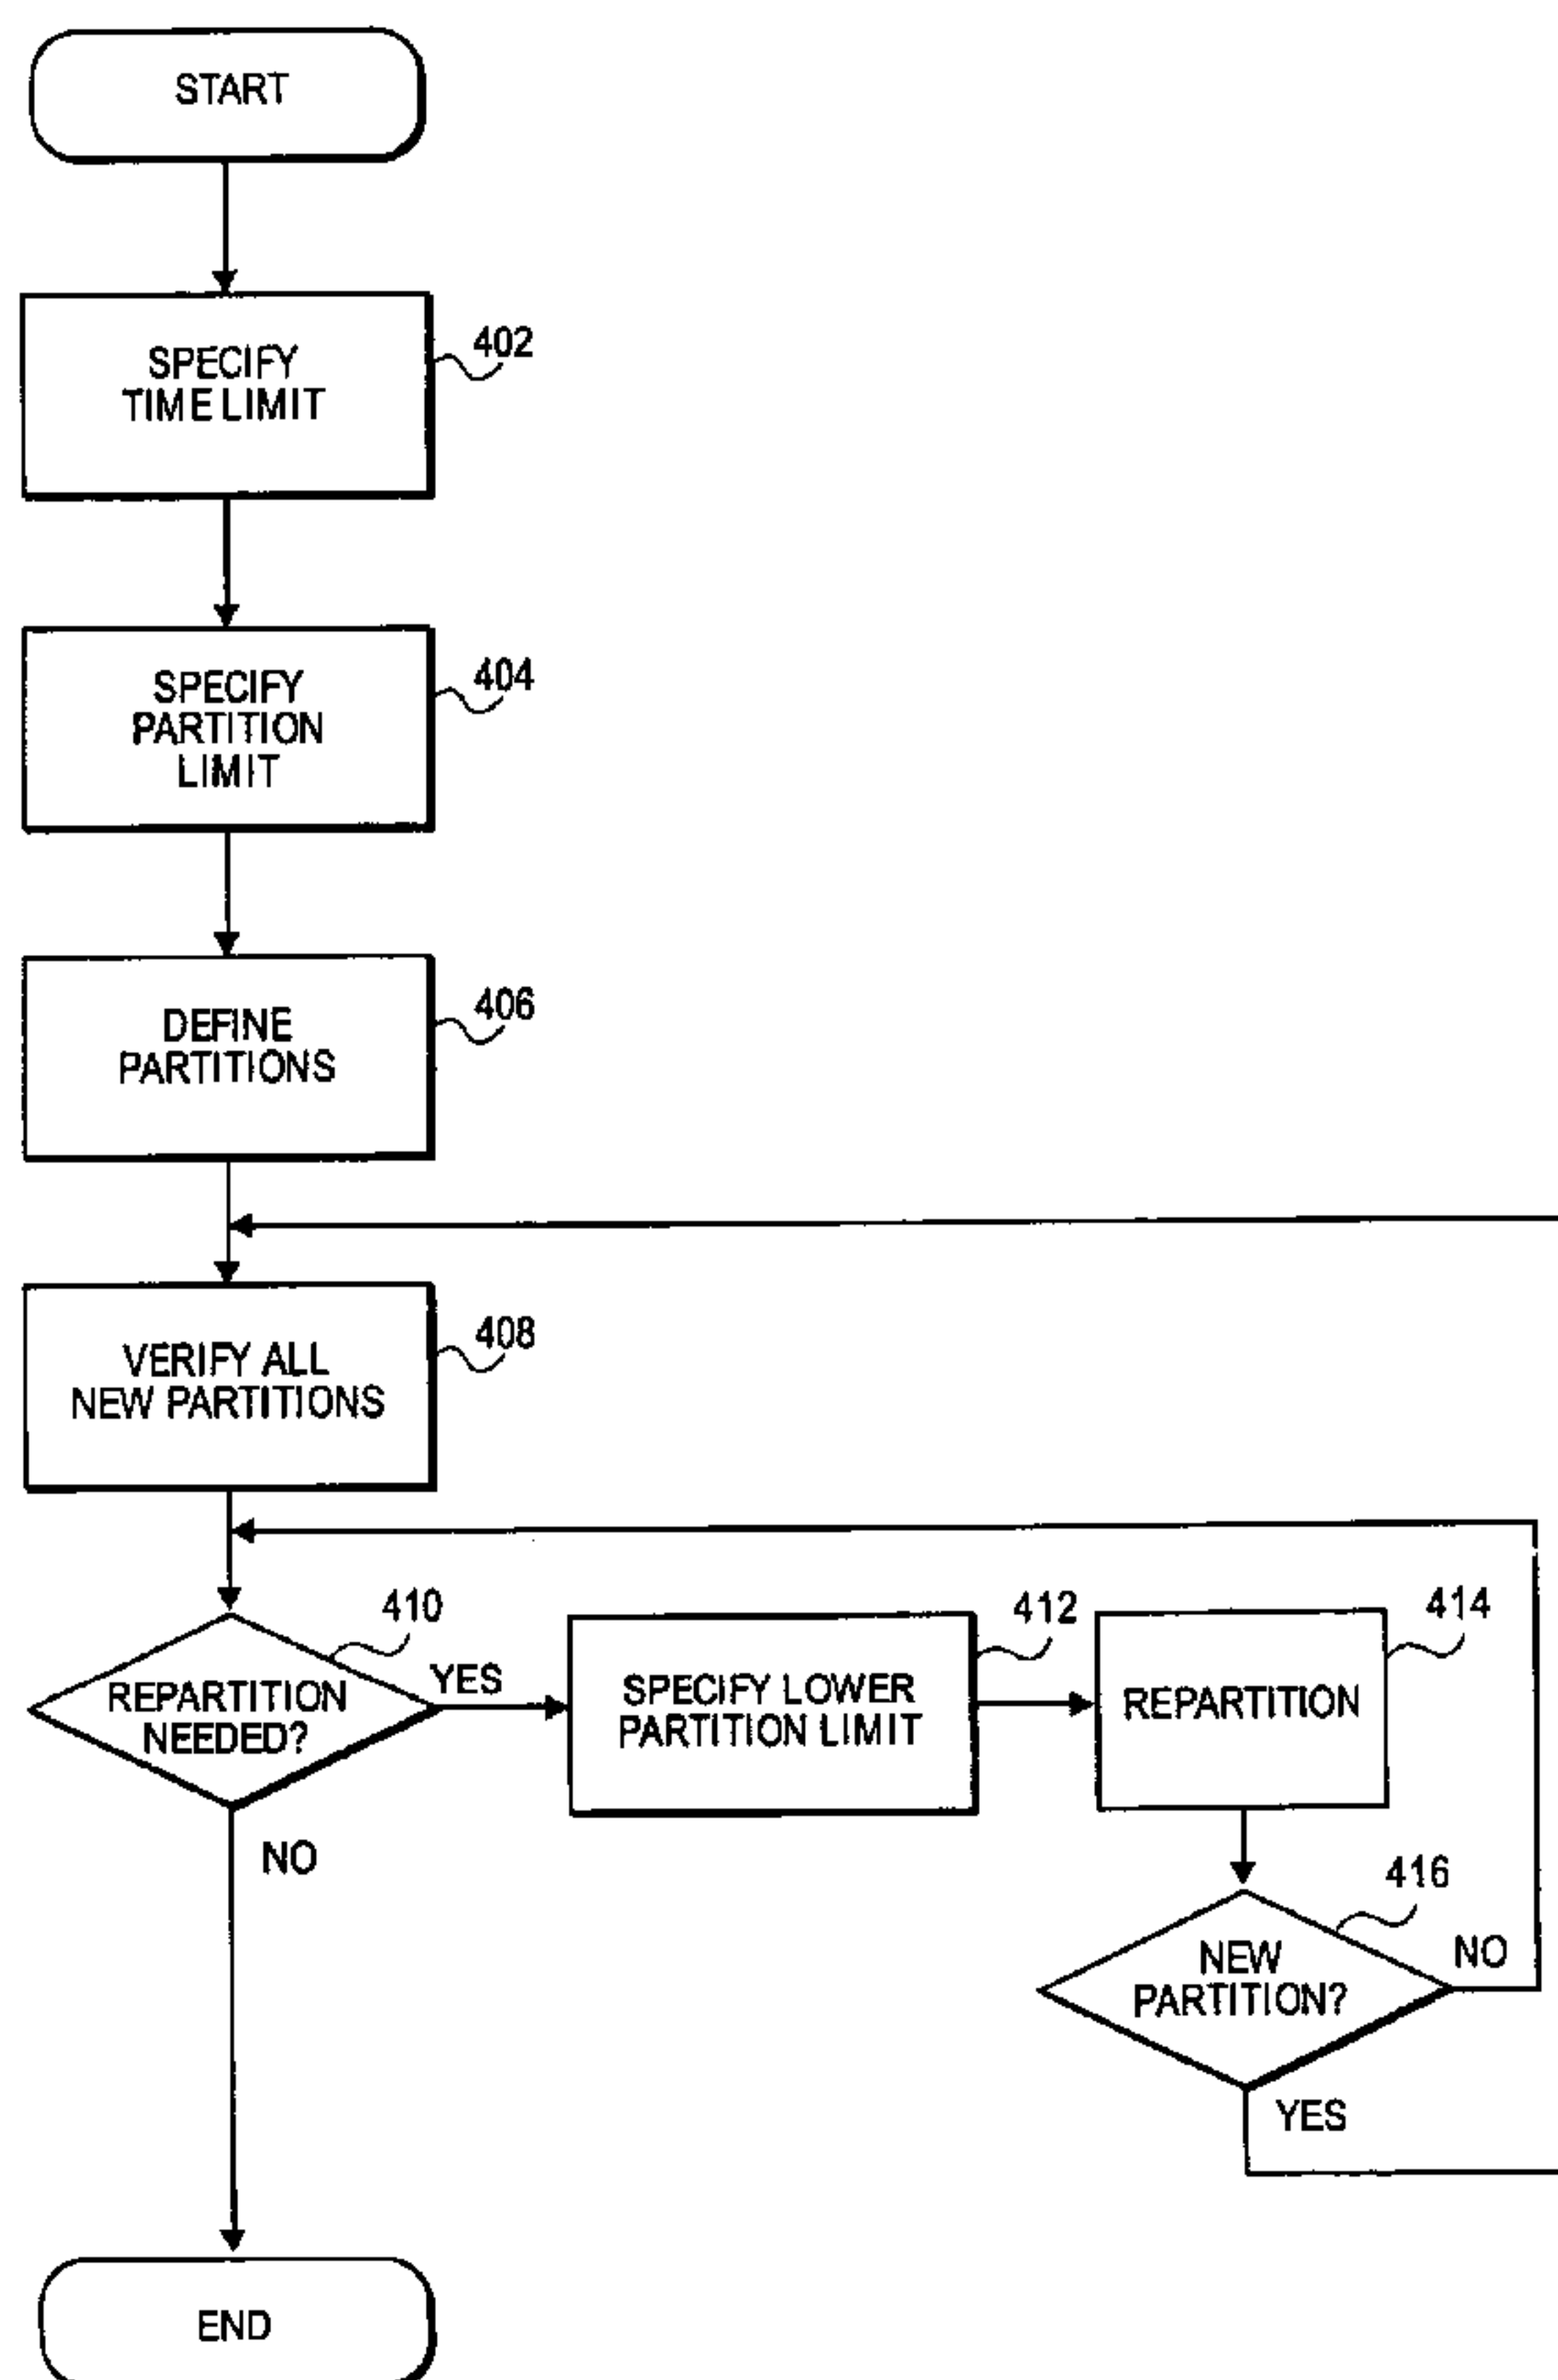 START
SPECIFY
TIME LIMIT
402
SPECIFY
PARTITION
LIMIT
404
DEFINE
PARTITIONS
406
VERIFY ALL
NEW PARTITIONS
408
REPARTITION
NEEDED?
410
YES
NO
SPECIFY LOWER
PARTITION LIMIT
412
REPARTITION
414
NEW
PARTITION?
416
NO
YES
END